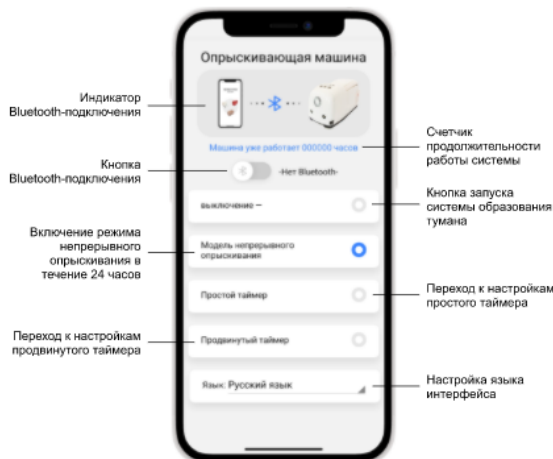 Опрыскивающая машина
Индикатор
Bluetooth-подключения
Машина уже работает 000000 часов
Счетчик
продолжительности
работы системы
Кнопка
Bluetooth-подключения
-Нет Bluetooth-
выключение –
Кнопка запуска
системы образования
тумана
Включение режима
непрерывного
опрыскивания в
течение 24 часов
Модель непрерывного
опрыскивания
Простой таймер
Переход к настройкам
простого таймера
Переход к настройкам
продвинутого таймера
Продвинутый таймер
Язык: Русский язык
Настройка языка
интерфейса